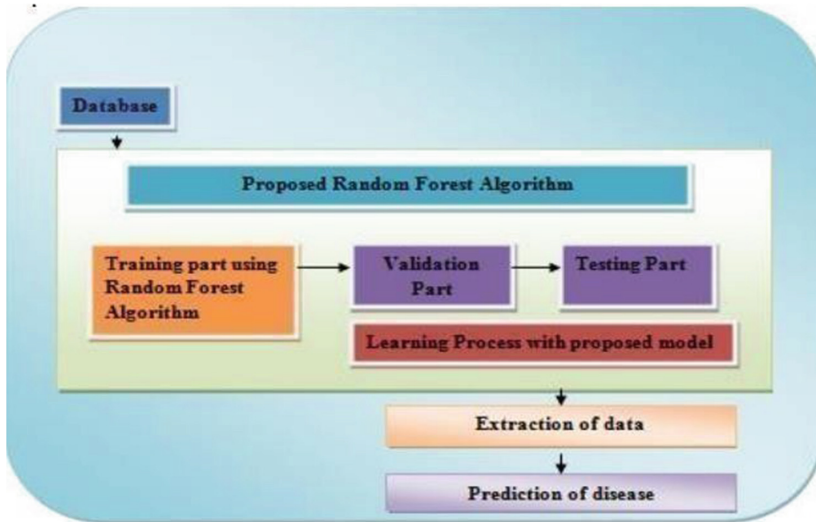 Database
Proposed Random Forest Algorithm
Training part using
Random Forest
Algorithm
Validation
Part
Testing Part
Learning Process with proposed model
Extraction of data
Prediction of disease